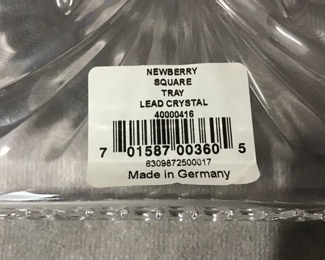 NEWBERRY
SQUARE
TRAY
LEAD CRYSTAL
40000416
7 01587 00360 5
6309872500017
Made in Germany